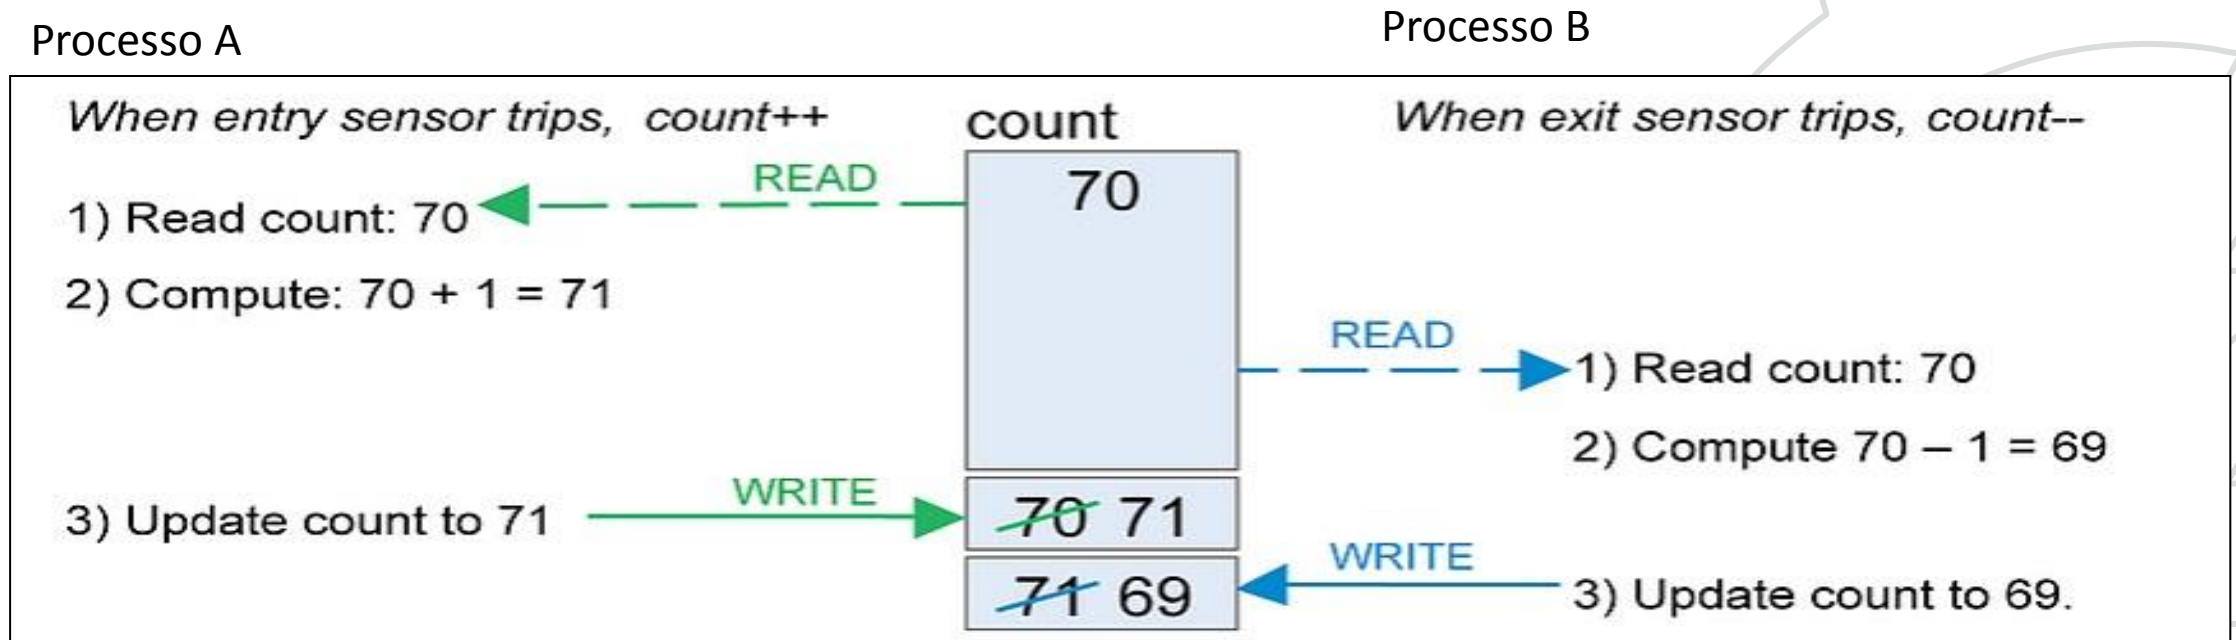 Processo A
Processo B
When entry sensor trips, count++
count
When exit sensor trips, count--
READ
70
1) Read count: 70
2) Compute: 70 + 1 = 71
READ
1) Read count: 70
2) Compute 70 – 1 = 69
WRITE
3) Update count to 71
70 71
WRITE
71 69
3) Update count to 69.